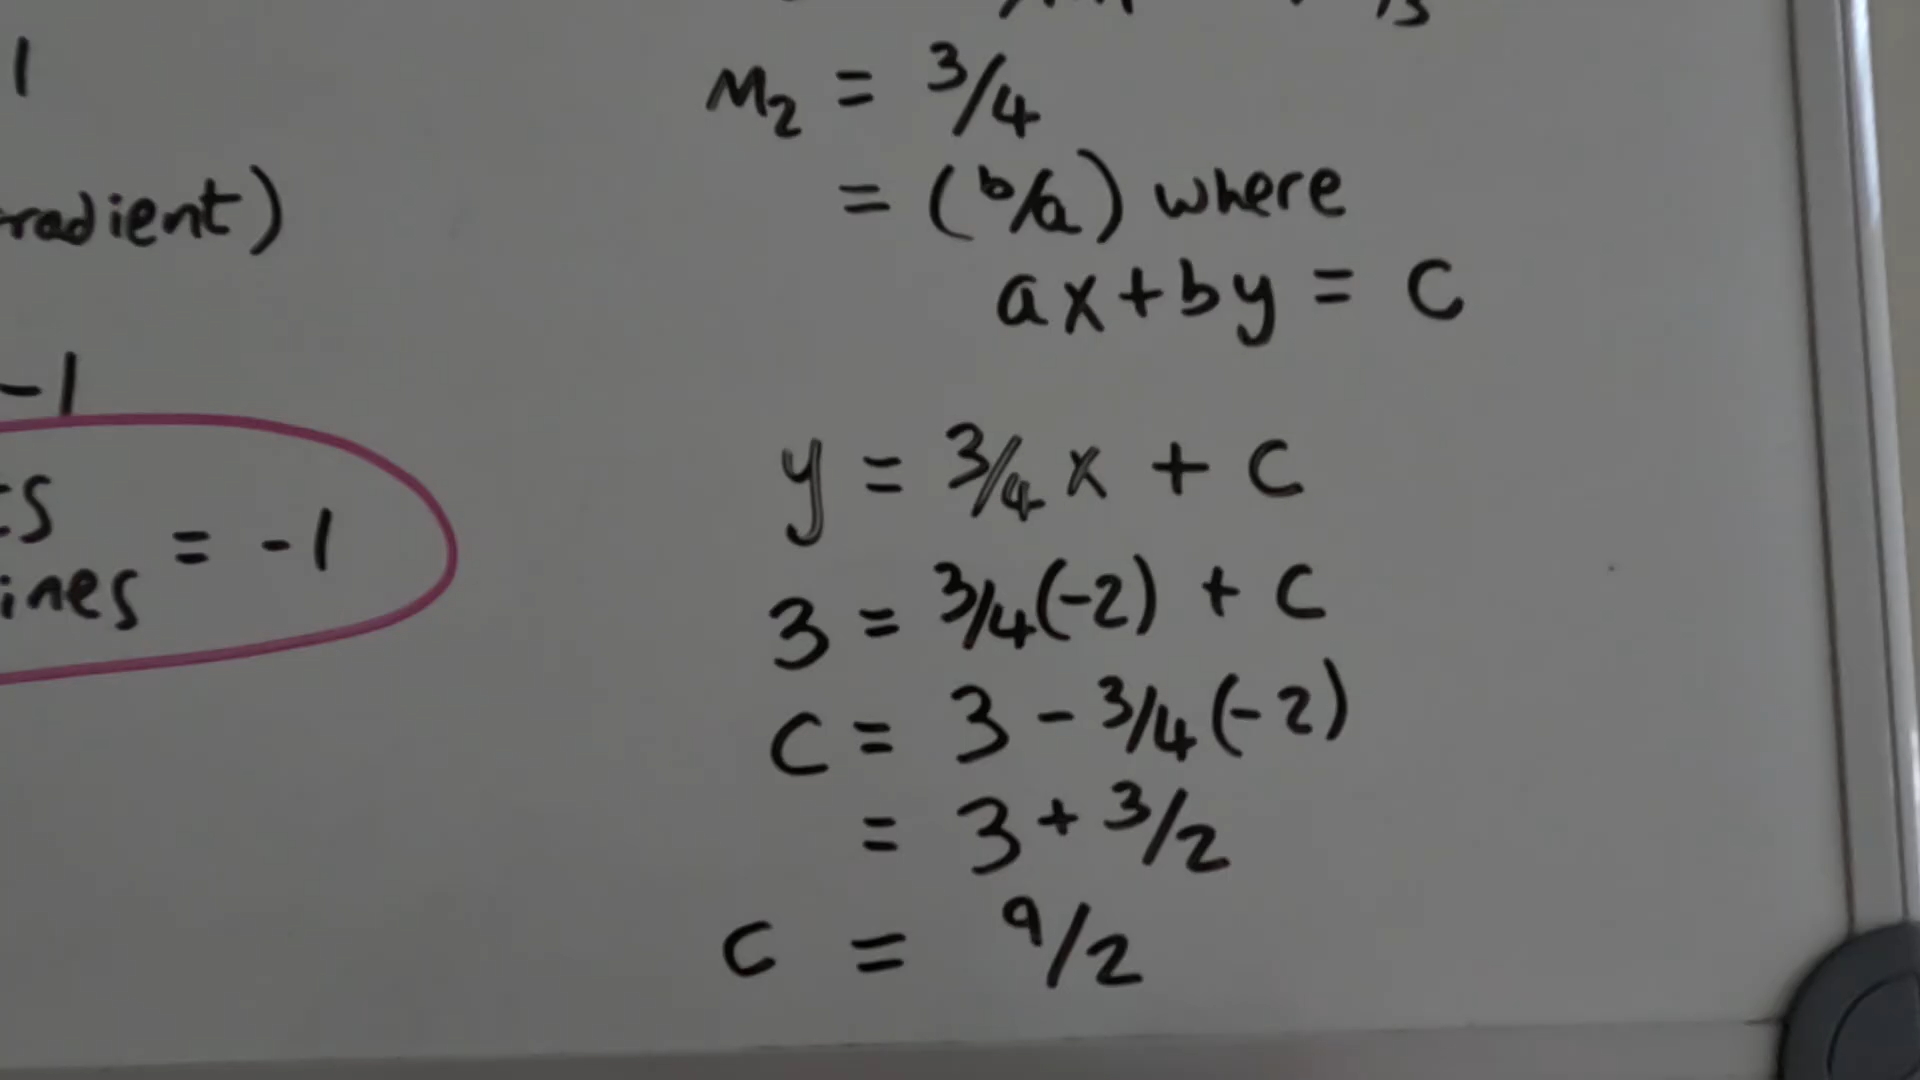 1
m₂ = 3/4
radient)
= (b/a) where
ax + by = c
-1
y = 3/4 x + c
s
ines = -1
3 = 3/4(-2) + c
c = 3 - 3/4(-2)
= 3 + 3/2
c = 9/2